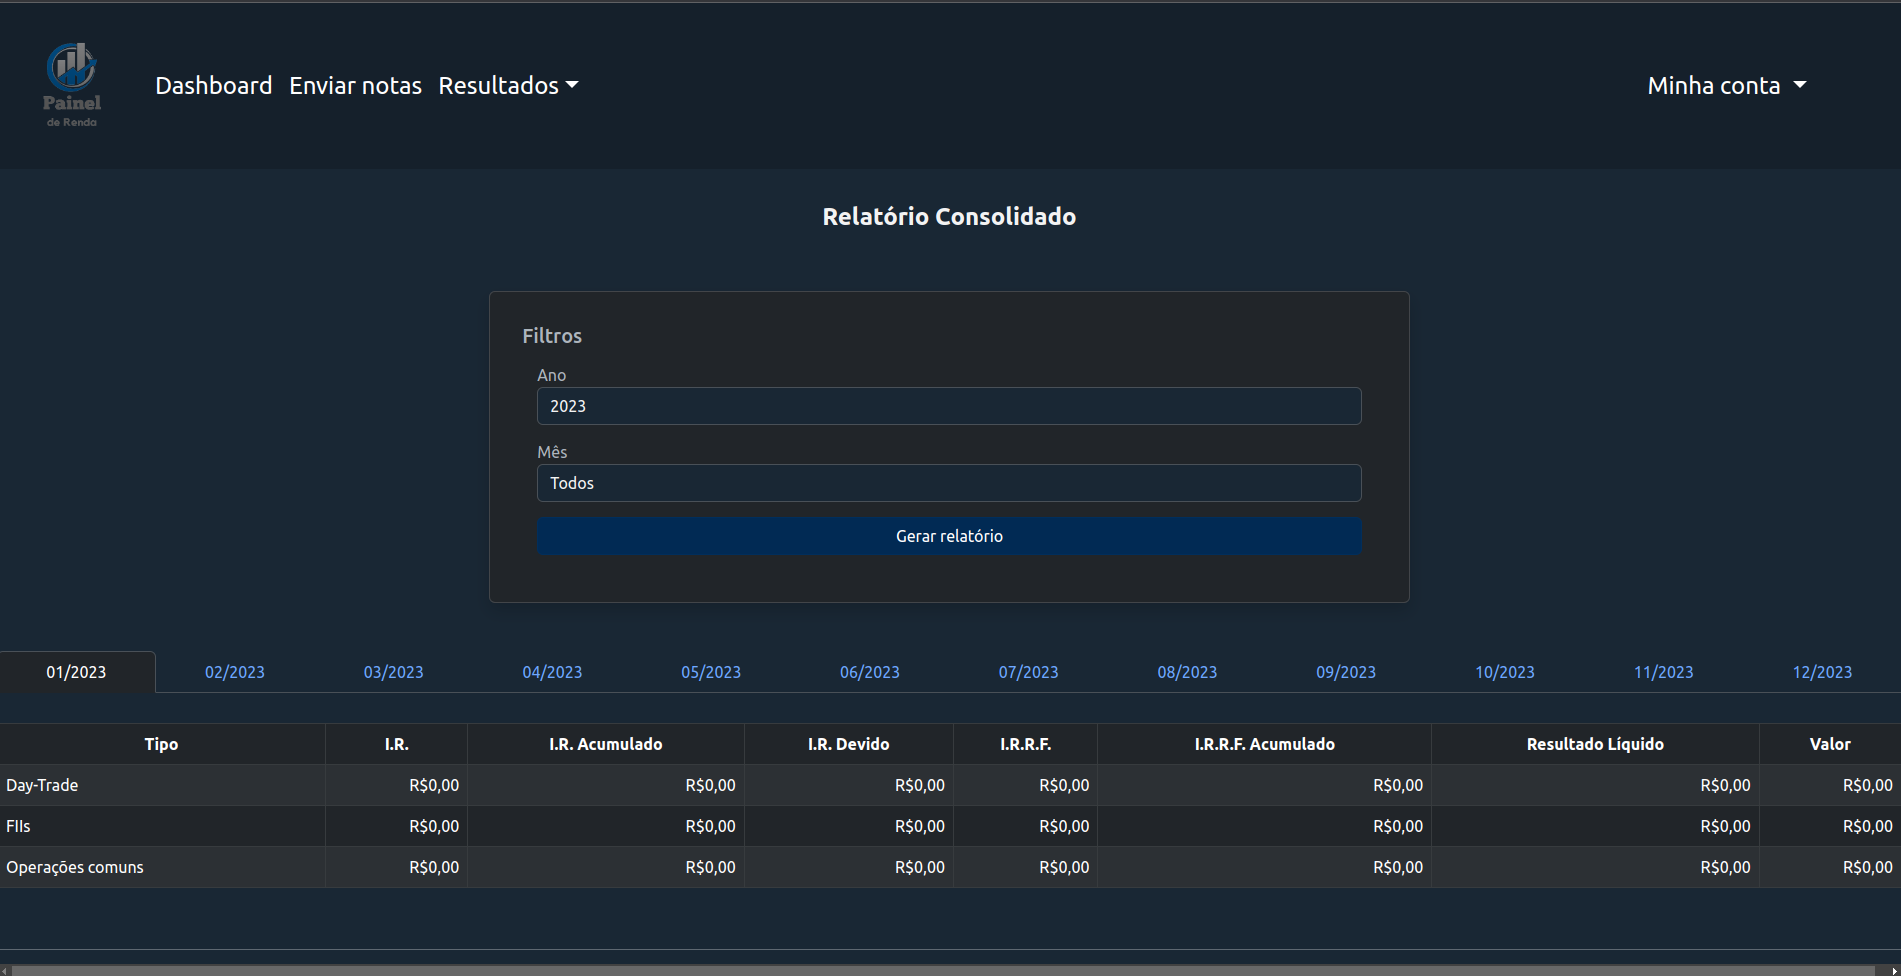 Painel
de Renda
Dashboard Enviar notas Resultados Minha conta
Relatório Consolidado
Filtros
Ano
2023
Mês
Todos
Gerar relatório
01/2023 02/2023 03/2023 04/2023 05/2023 06/2023 07/2023 08/2023 09/2023 10/2023 11/2023 12/2023
Tipo I.R. I.R. Acumulado I.R. Devido I.R.R.F. I.R.R.F. Acumulado Resultado Líquido Valor
Day-Trade R$0,00 R$0,00 R$0,00 R$0,00 R$0,00 R$0,00 R$0,00
FIIs R$0,00 R$0,00 R$0,00 R$0,00 R$0,00 R$0,00 R$0,00
Operações comuns R$0,00 R$0,00 R$0,00 R$0,00 R$0,00 R$0,00 R$0,00